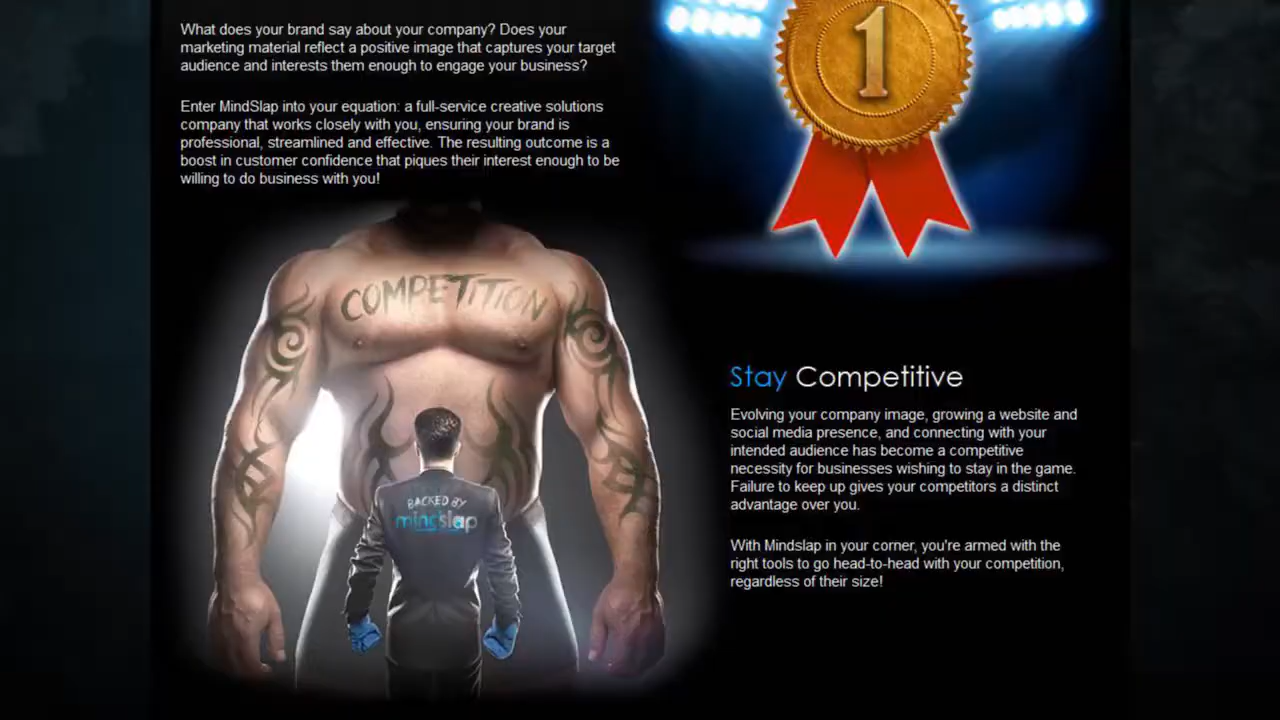 What does your brand say about your company? Does your
marketing material reflect a positive image that captures your target
audience and interests them enough to engage your business?
Enter MindSlap into your equation: a full-service creative solutions
company that works closely with you, ensuring your brand is
professional, streamlined and effective. The resulting outcome is a
boost in customer confidence that piques their interest enough to be
willing to do business with you!
1
COMPETITION
BACKED BY
mindslap
Stay Competitive
Evolving your company image, growing a website and
social media presence, and connecting with your
intended audience has become a competitive
necessity for businesses wishing to stay in the game.
Failure to keep up gives your competitors a distinct
advantage over you.
With Mindslap in your corner, you're armed with the
right tools to go head-to-head with your competition,
regardless of their size!